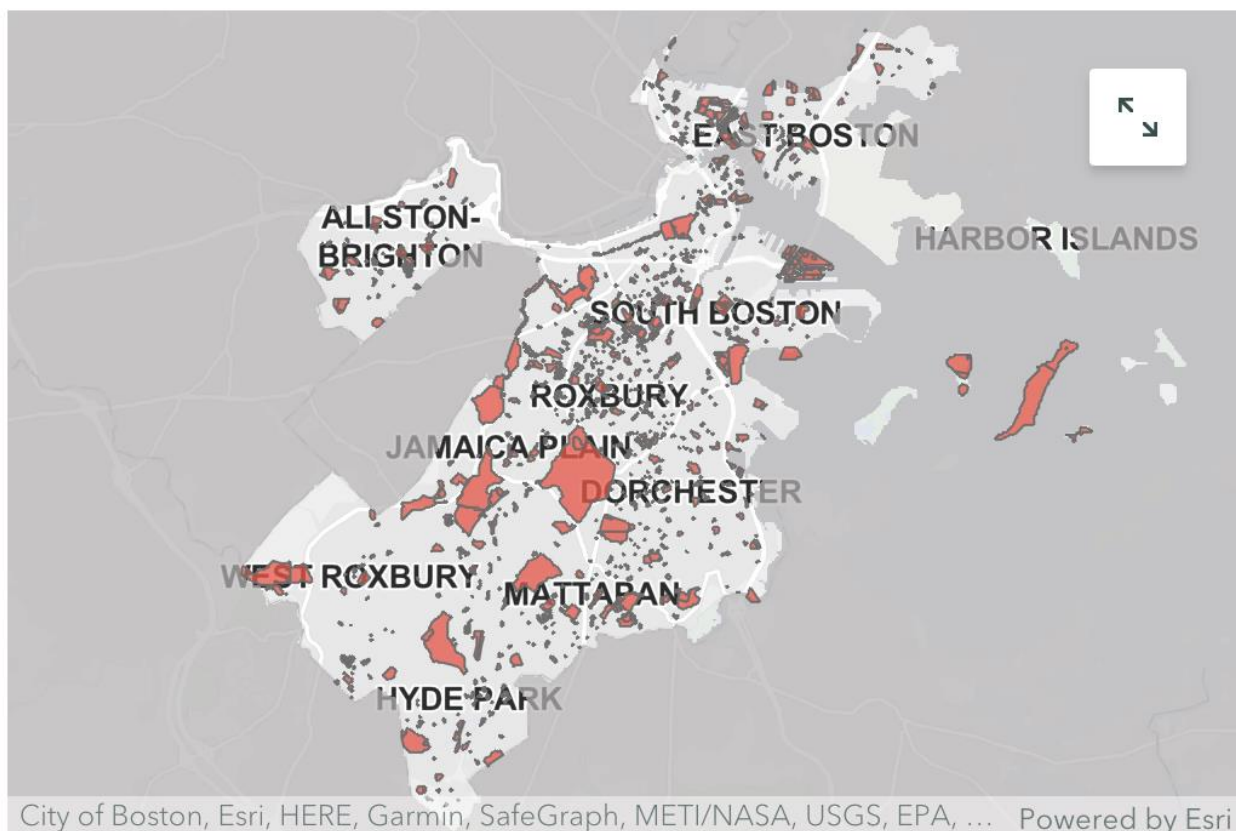 EAST BOSTON
ALLSTON-
BRIGHTON
HARBOR ISLANDS
SOUTH BOSTON
ROXBURY
JAMAICA PLAIN
DORCHESTER
WEST ROXBURY
MATTAPAN
HYDE PARK
City of Boston, Esri, HERE, Garmin, SafeGraph, METI/NASA, USGS, EPA, ... Powered by Esri